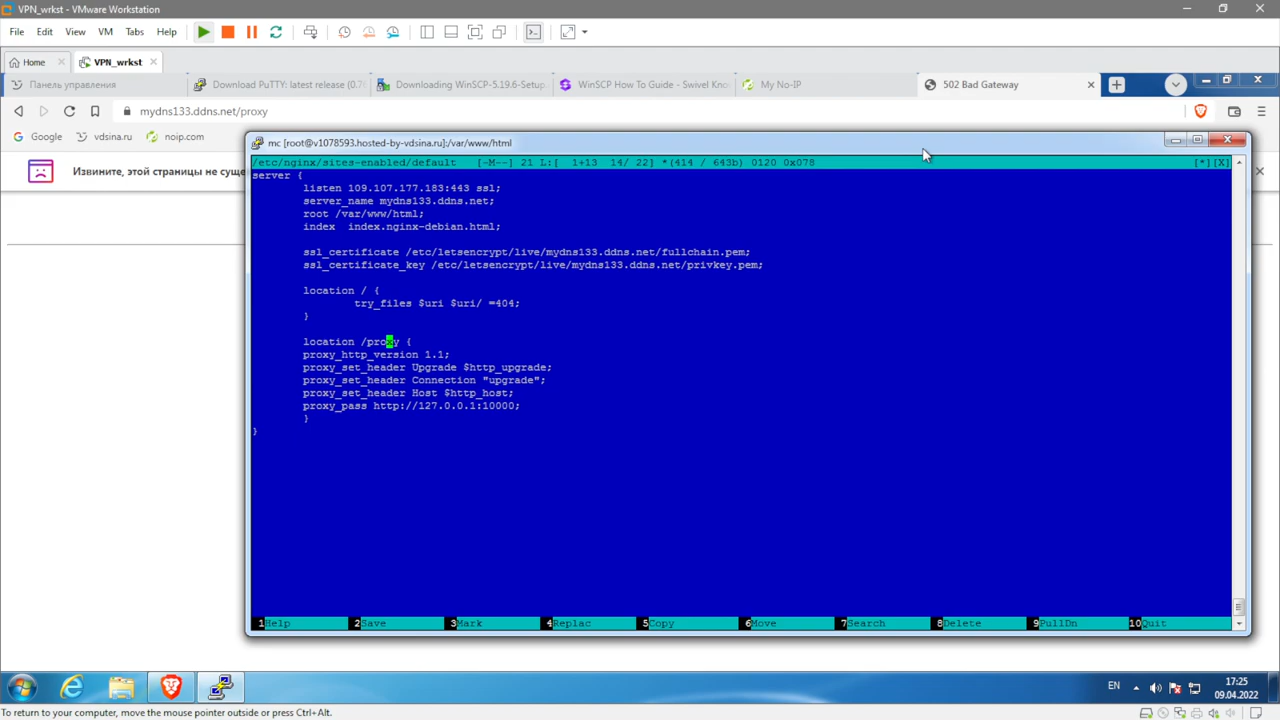 VPN_wrkst - VMware Workstation
File Edit View VM Tabs Help
Home VPN_wrkst
Панель управления Download PuTTY: latest release (0.7 Downloading WinSCP-5.19.6-Setup. WinSCP How To Guide - Swivel Kno My No-IP 502 Bad Gateway
mydns133.ddns.net/proxy
Google vdsina.ru noip.com
mc [root@v1078593.hosted-by-vdsina.ru]:/var/www/html
/etc/nginx/sites-enabled/default [-M--] 21 L:[ 1+13 14/ 22] *(414 / 643b) 0120 0x078 [*][X]
Извините, этой страницы не суще
server {
listen 109.107.177.183:443 ssl;
server_name mydns133.ddns.net;
root /var/www/html;
index index.nginx-debian.html;
ssl_certificate /etc/letsencrypt/live/mydns133.ddns.net/fullchain.pem;
ssl_certificate_key /etc/letsencrypt/live/mydns133.ddns.net/privkey.pem;
location / {
try_files $uri $uri/ =404;
}
location /proxy {
proxy_http_version 1.1;
proxy_set_header Upgrade $http_upgrade;
proxy_set_header Connection "upgrade";
proxy_set_header Host $http_host;
proxy_pass http://127.0.0.1:10000;
}
}
1Help 2Save 3Mark 4Replac 5Copy 6Move 7Search 8Delete 9PullDn 10Quit
EN 17:25
09.04.2022
To return to your computer, move the mouse pointer outside or press Ctrl+Alt.